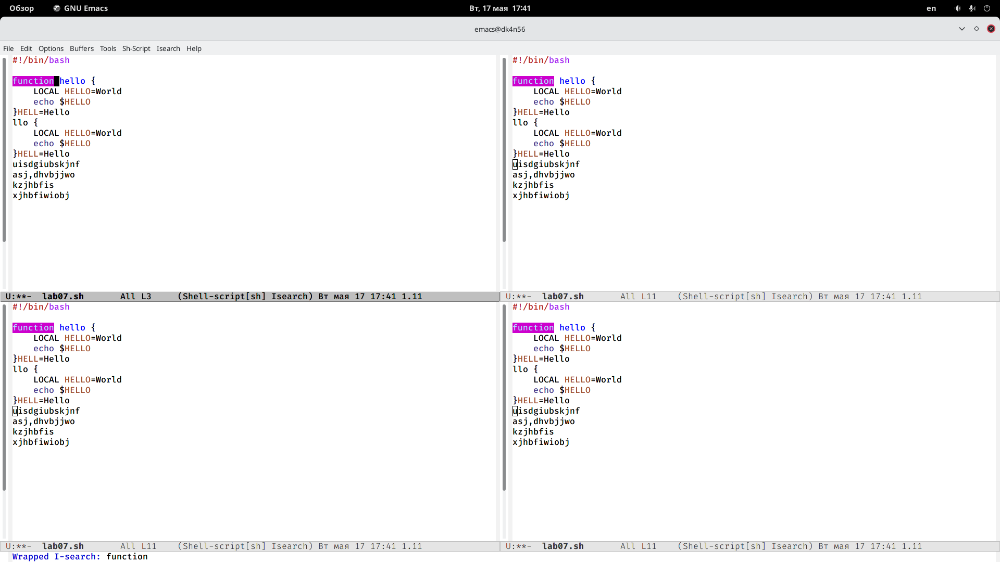 Обзор GNU Emacs Вт, 17 мая 17:41 en
emacs@dk4n56
File Edit Options Buffers Tools Sh-Script Isearch Help
#!/bin/bash
function hello {
LOCAL HELLO=World
echo $HELLO
}HELL=Hello
llo {
LOCAL HELLO=World
echo $HELLO
}HELL=Hello
uisdgiubskjnf
asj,dhvbjjwo
kzjhbfis
xjhbfiwiobj
U:**- lab07.sh All L3 (Shell-script[sh] Isearch) Вт мая 17 17:41 1.11
#!/bin/bash
function hello {
LOCAL HELLO=World
echo $HELLO
}HELL=Hello
llo {
LOCAL HELLO=World
echo $HELLO
}HELL=Hello
uisdgiubskjnf
asj,dhvbjjwo
kzjhbfis
xjhbfiwiobj
U:**- lab07.sh All L11 (Shell-script[sh] Isearch) Вт мая 17 17:41 1.11
#!/bin/bash
function hello {
LOCAL HELLO=World
echo $HELLO
}HELL=Hello
llo {
LOCAL HELLO=World
echo $HELLO
}HELL=Hello
uisdgiubskjnf
asj,dhvbjjwo
kzjhbfis
xjhbfiwiobj
U:**- lab07.sh All L11 (Shell-script[sh] Isearch) Вт мая 17 17:41 1.11
#!/bin/bash
function hello {
LOCAL HELLO=World
echo $HELLO
}HELL=Hello
llo {
LOCAL HELLO=World
echo $HELLO
}HELL=Hello
uisdgiubskjnf
asj,dhvbjjwo
kzjhbfis
xjhbfiwiobj
U:**- lab07.sh All L11 (Shell-script[sh] Isearch) Вт мая 17 17:41 1.11
Wrapped I-search: function